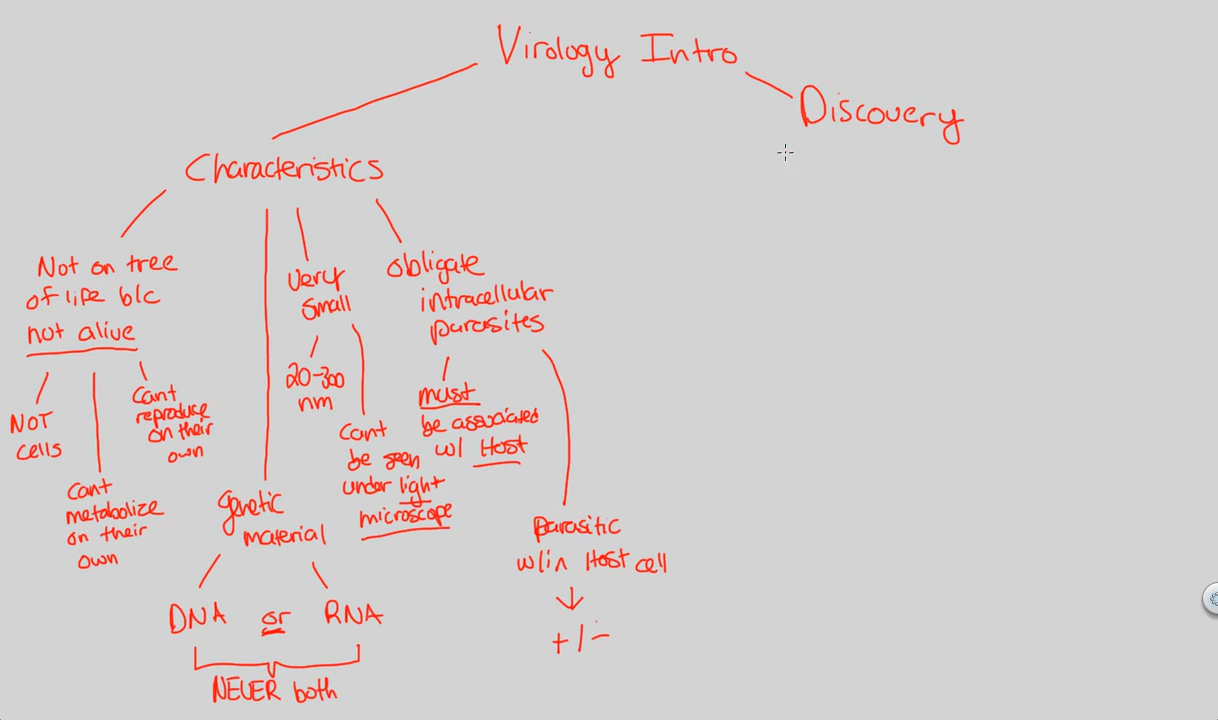 Virology Intro
Discovery
Characteristics
Not on tree
of life b/c
not alive
NOT
cells
Cant
metabolize
on their
own
Cant
reproduce
on their
own
genetic
material
DNA or RNA
NEVER both
Very
small
20-300
nm
Cant
be seen
under light
microscope
obligate
intracellular
parasites
must
be associated
w/ Host
parasitic
w/in Host cell
+/-